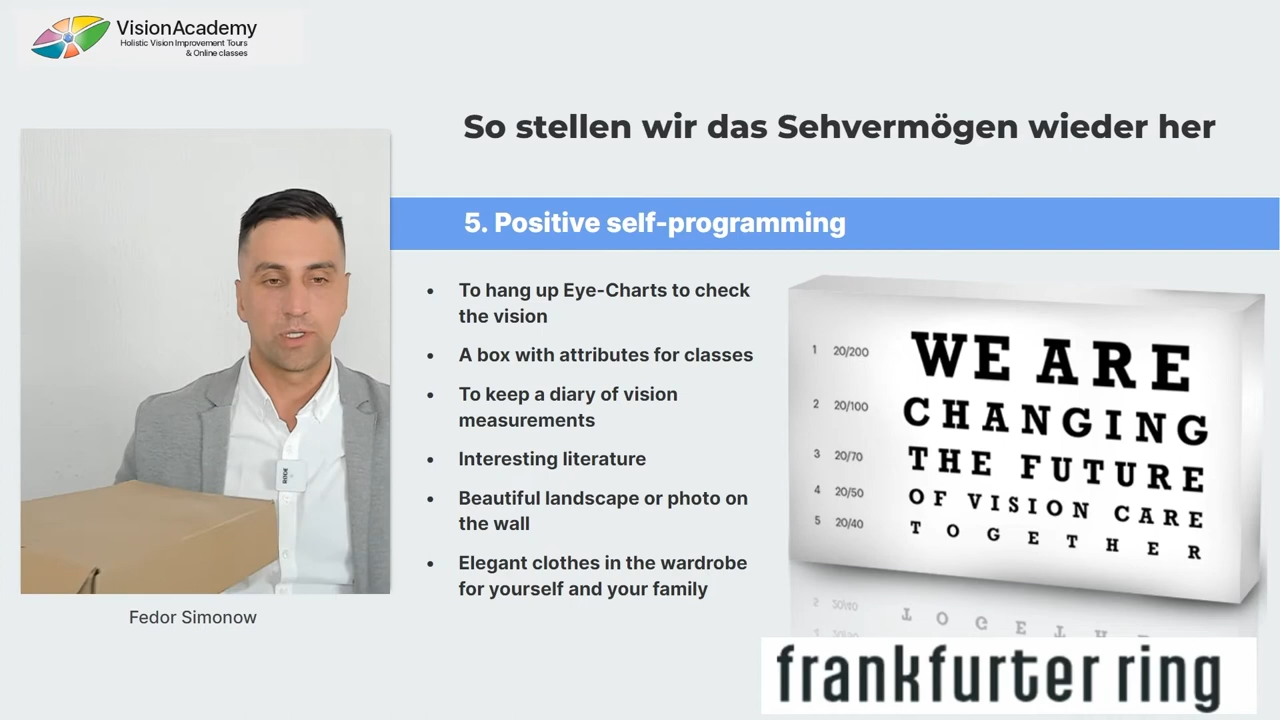 VisionAcademy
Holistic Vision Improvement Tours
& Online classes
So stellen wir das Sehvermögen wieder her
5. Positive self-programming
• To hang up Eye-Charts to check
the vision
• A box with attributes for classes
• To keep a diary of vision
measurements
• Interesting literature
• Beautiful landscape or photo on
the wall
• Elegant clothes in the wardrobe
for yourself and your family
1 20/200 WE ARE
2 20/100 CHANGING
3 20/70 THE FUTURE
4 20/50 OF VISION CARE
5 20/40 TOGETHER
Fedor Simonow
frankfurter ring